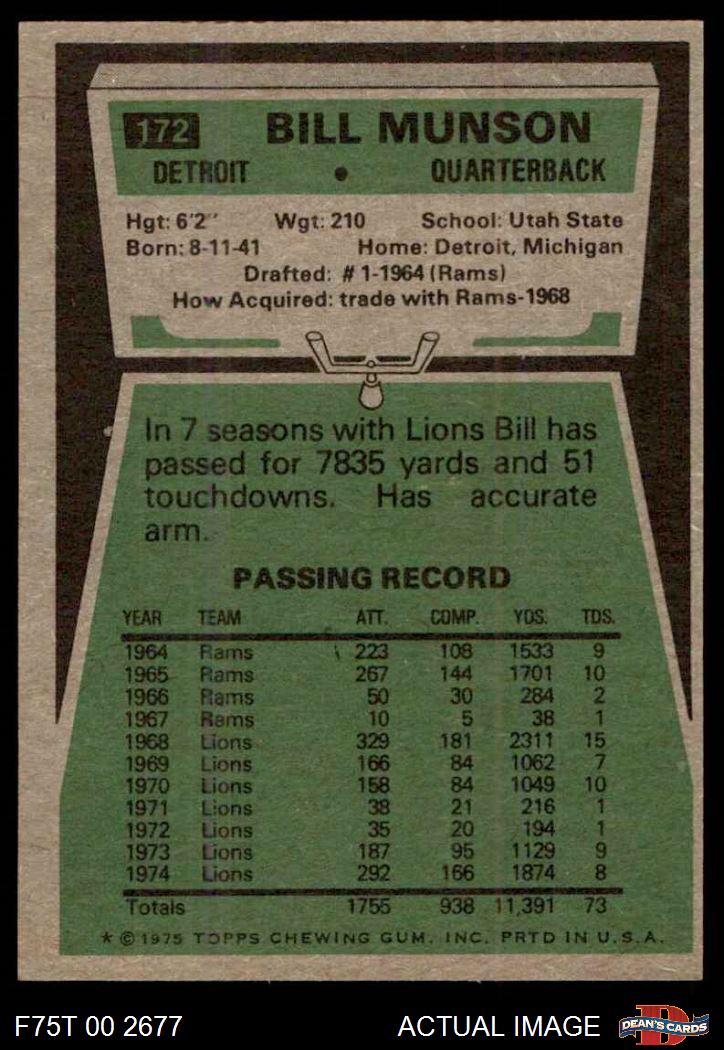 172 BILL MUNSON
DETROIT • QUARTERBACK
Hgt: 6'2'' Wgt: 210 School: Utah State
Born: 8-11-41 Home: Detroit, Michigan
Drafted: #1-1964 (Rams)
How Acquired: trade with Rams-1968
In 7 seasons with Lions Bill has
passed for 7835 yards and 51
touchdowns. Has accurate
arm.
PASSING RECORD
YEAR TEAM ATT. COMP. YDS. TDS.
1964 Rams 223 108 1533 9
1965 Rams 267 144 1701 10
1966 Rams 50 30 284 2
1967 Rams 10 5 38 1
1968 Lions 329 181 2311 15
1969 Lions 166 84 1062 7
1970 Lions 158 84 1049 10
1971 Lions 38 21 216 1
1972 Lions 35 20 194 1
1973 Lions 187 95 1129 9
1974 Lions 292 166 1874 8
Totals 1755 938 11,391 73
* © 1975 TOPPS CHEWING GUM, INC. PRTD IN U.S.A.
F75T 00 2677 ACTUAL IMAGE D DEAN'S CARDS